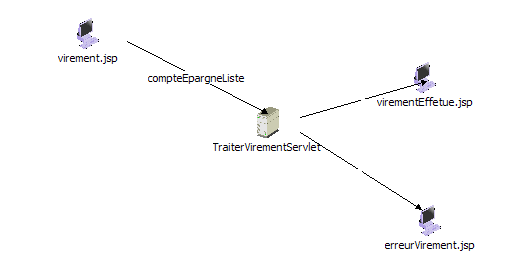 virement.jsp
compteEpargneListe
virementEffetue.jsp
TraiterVirementServlet
erreurVirement.jsp